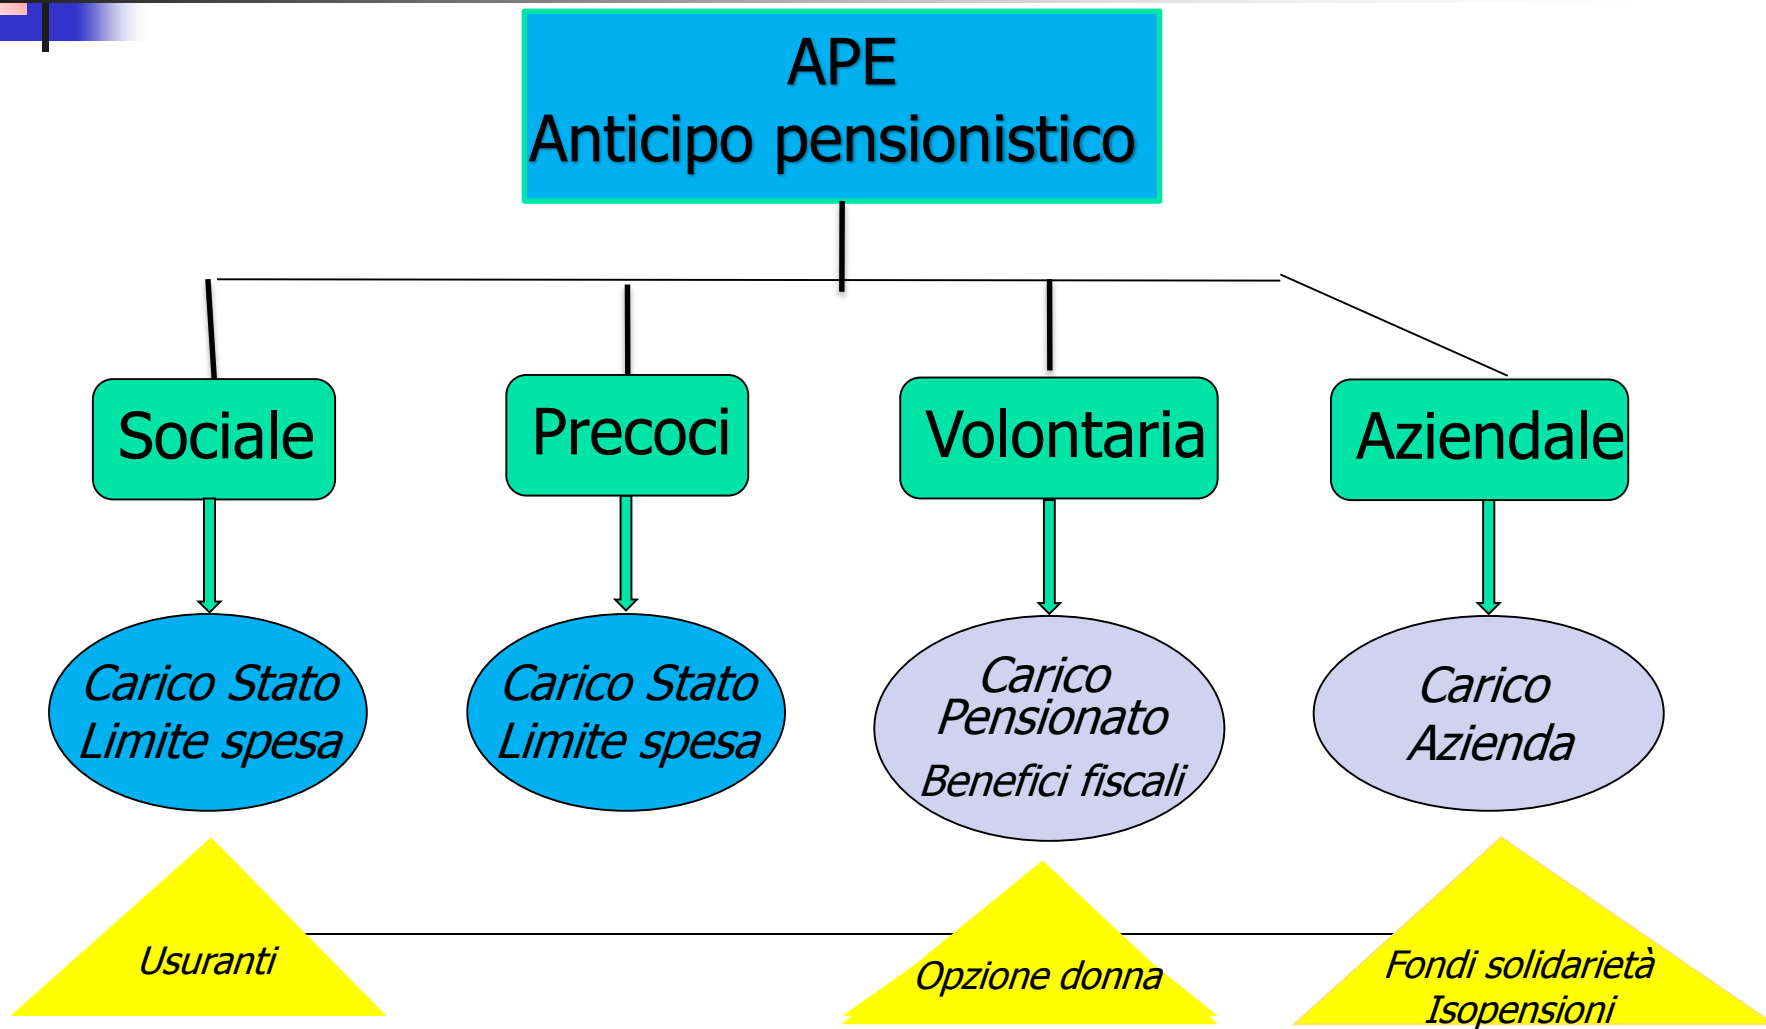 APE
Anticipo pensionistico
Sociale
Precoci
Volontaria
Aziendale
Carico Stato
Limite spesa
Carico Stato
Limite spesa
Carico
Pensionato
Benefici fiscali
Carico
Azienda
Usuranti
Opzione donna
Fondi solidarietà
Isopensioni